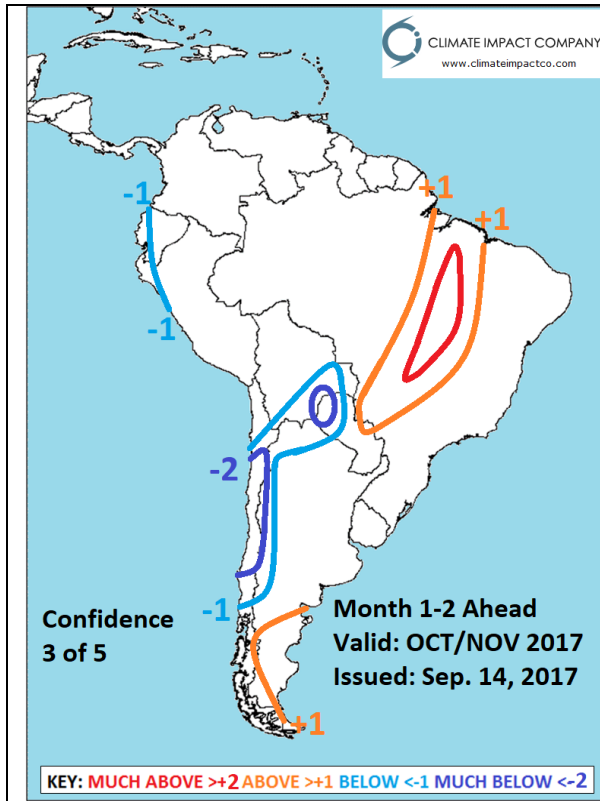 CLIMATE IMPACT COMPANY
www.climateimpactco.com
-1
+1
+1
-1
-2
-1
Confidence
3 of 5
Month 1-2 Ahead
Valid: OCT/NOV 2017
Issued: Sep. 14, 2017
+1
KEY: MUCH ABOVE >+2 ABOVE >+1 BELOW <-1 MUCH BELOW <-2